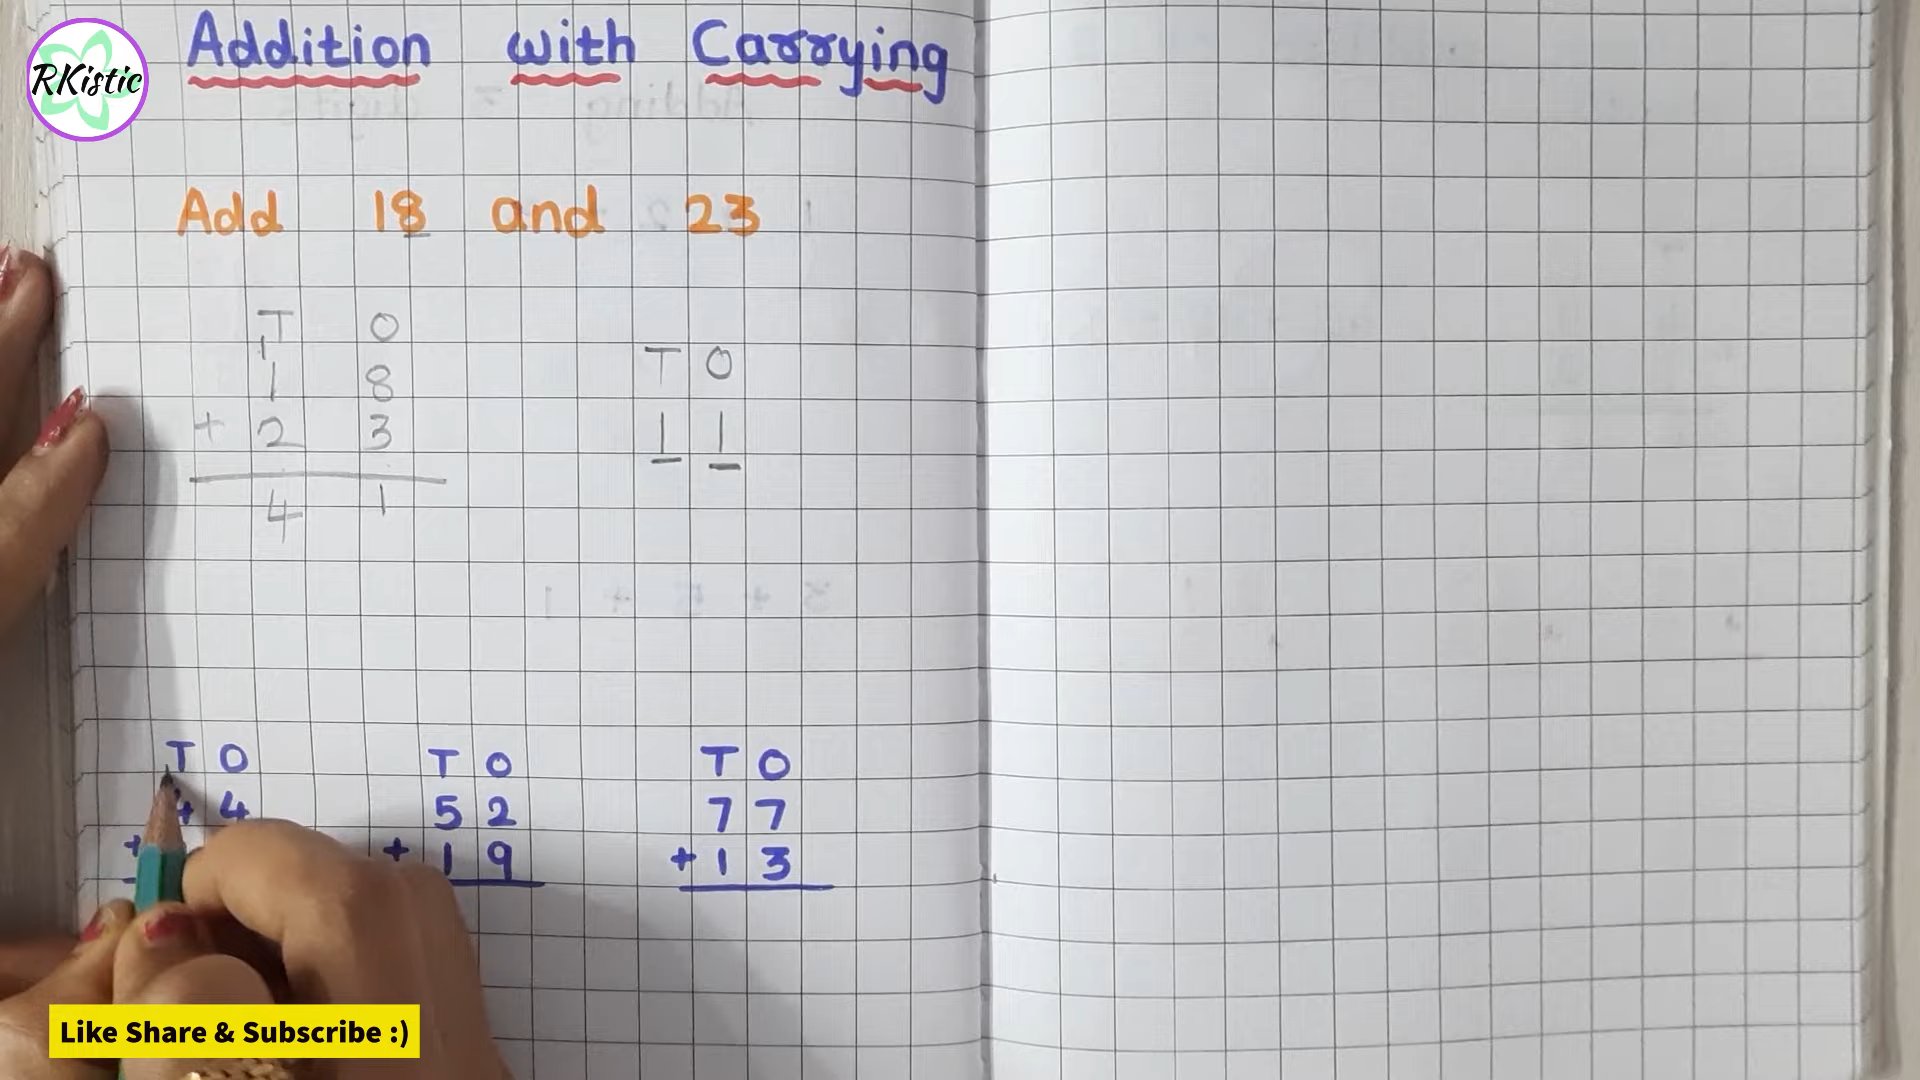 RKistic
Addition with Carrying
Add 18 and 23
T O
1
1 8
+ 2 3
4 1
T O
1 1
T O
4 4
+
T O
5 2
+ 1 9
T O
7 7
+ 1 3
Like Share & Subscribe :)